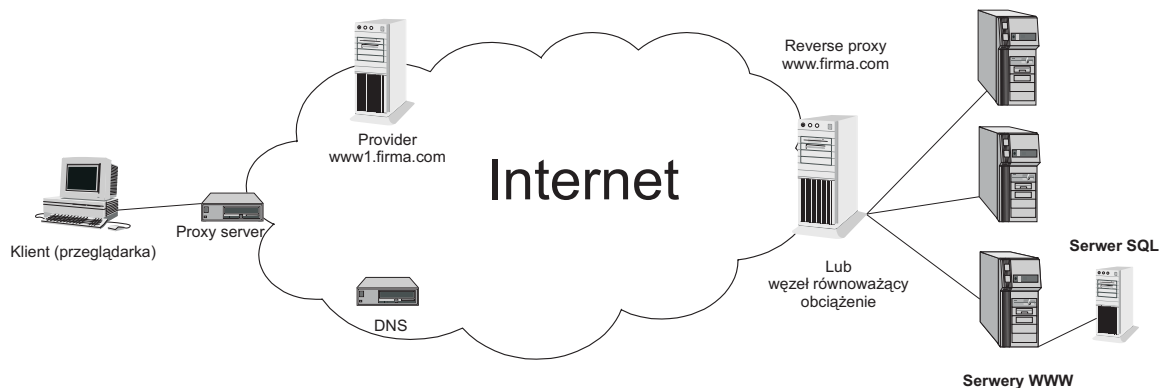 Provider
www1.firma.com
Reverse proxy
www.firma.com
Internet
Klient (przeglądarka)
Proxy server
DNS
Lub
węzeł równoważący
obciążenie
Serwer SQL
Serwery WWW